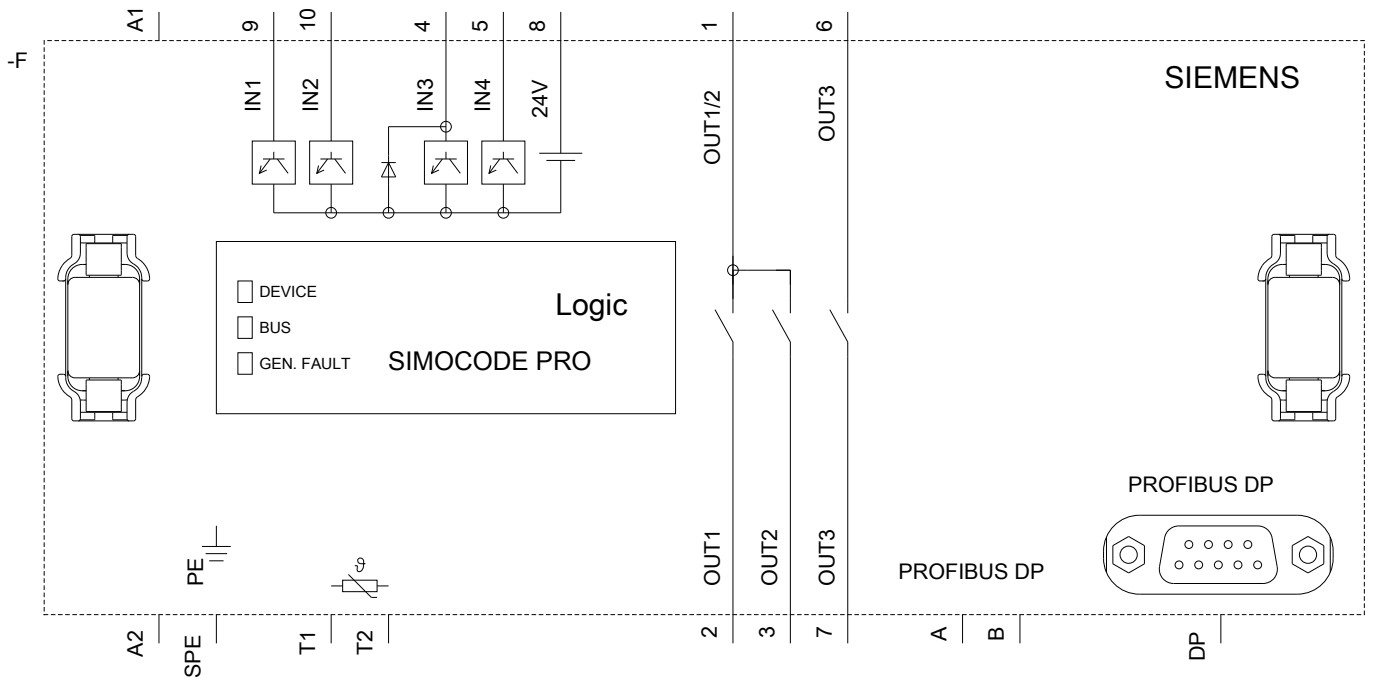 A1
9
10
4
5
8
1
6
-F
IN1
IN2
IN3
IN4
24V
OUT1/2
OUT3
SIEMENS
DEVICE
BUS
GEN. FAULT
Logic
SIMOCODE PRO
PROFIBUS DP
PE
ϑ
OUT1
OUT2
OUT3
PROFIBUS DP
A2
SPE
T1
T2
2
3
7
A
B
DP